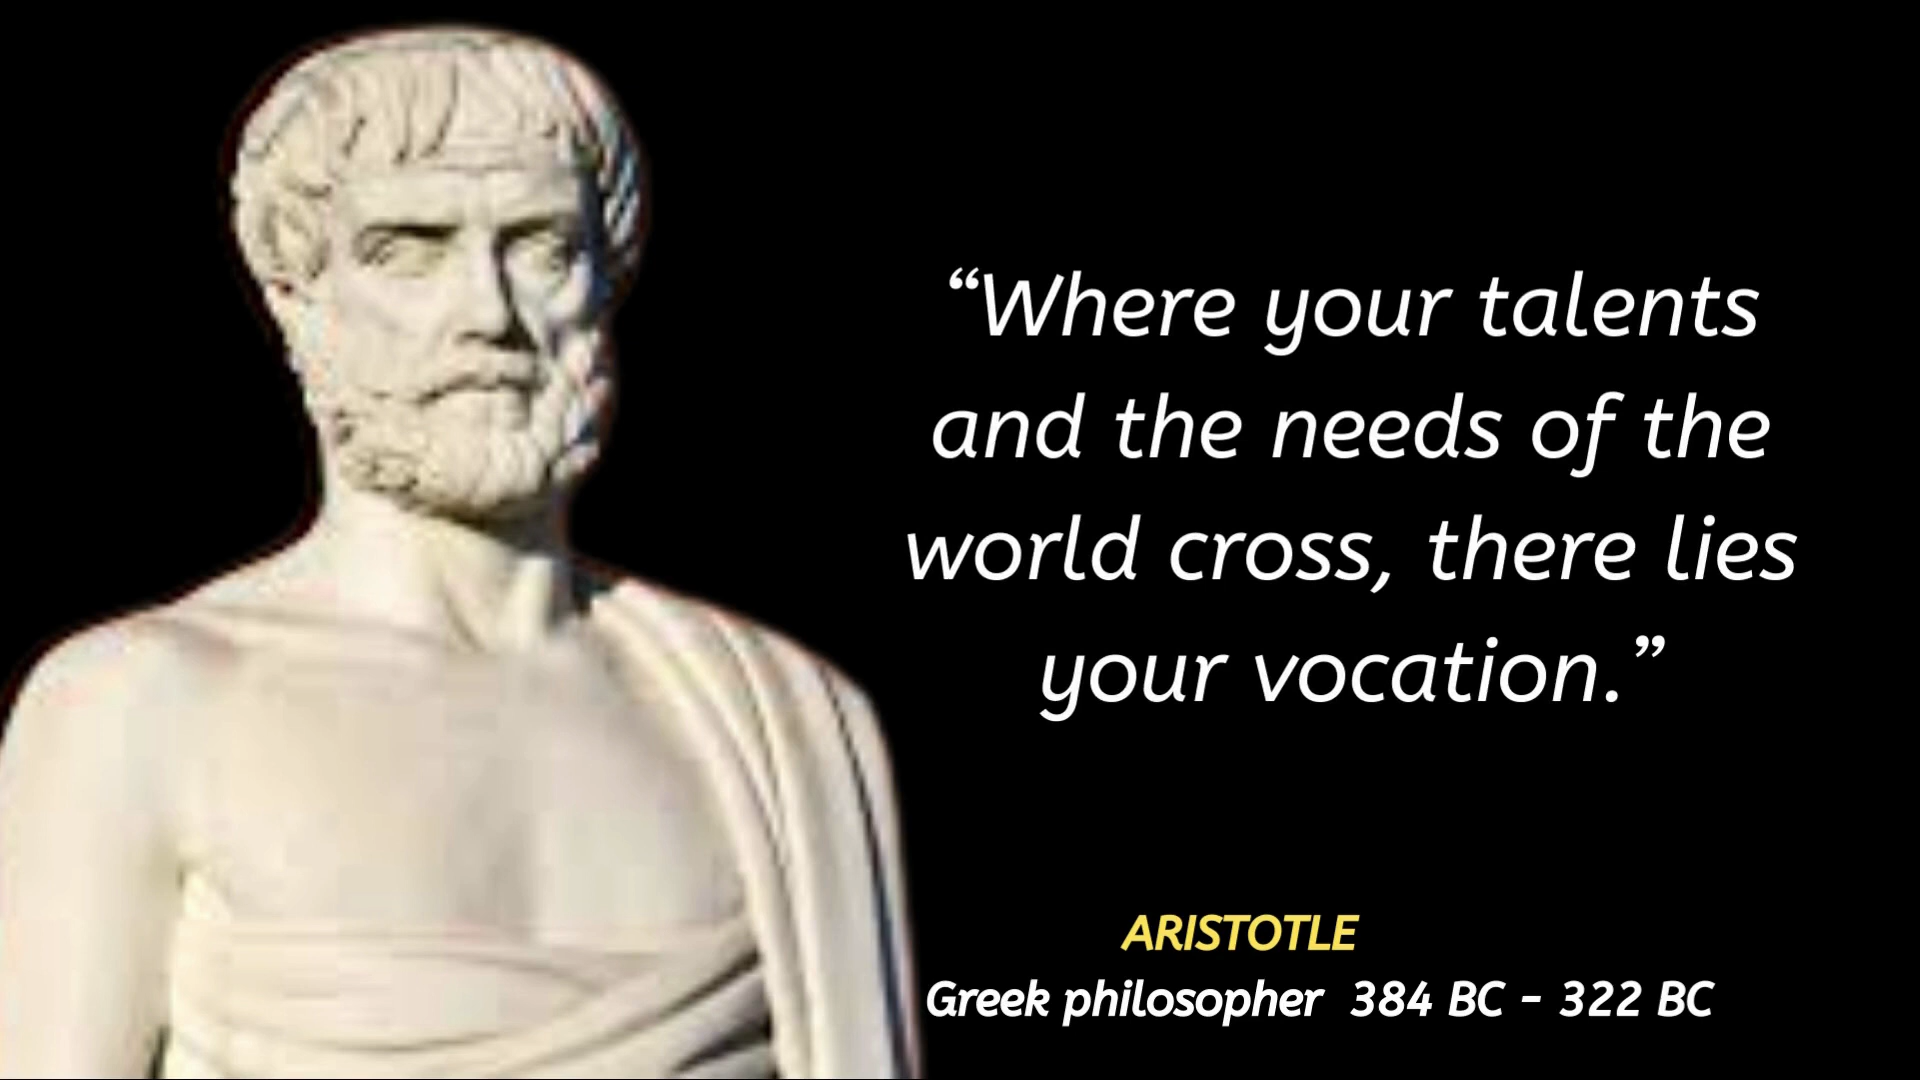 “Where your talents
and the needs of the
world cross, there lies
your vocation.”
ARISTOTLE
Greek philosopher 384 BC - 322 BC